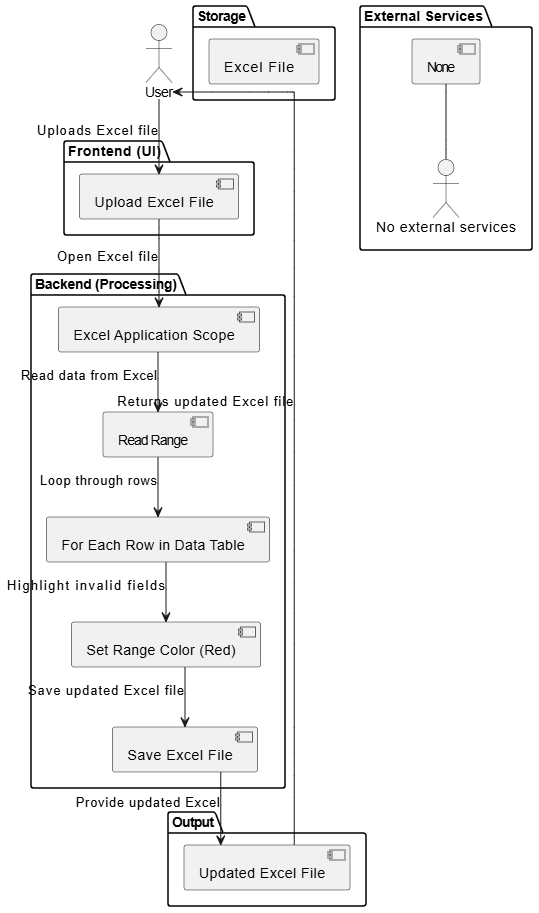 Storage
External Services
Excel File
None
User
Uploads Excel file
Frontend (UI)
Upload Excel File
No external services
Open Excel file
Backend (Processing)
Excel Application Scope
Read data from Excel
Returns updated Excel file
Read Range
Loop through rows
For Each Row in Data Table
Highlight invalid fields
Set Range Color (Red)
Save updated Excel file
Save Excel File
Provide updated Excel
Output
Updated Excel File